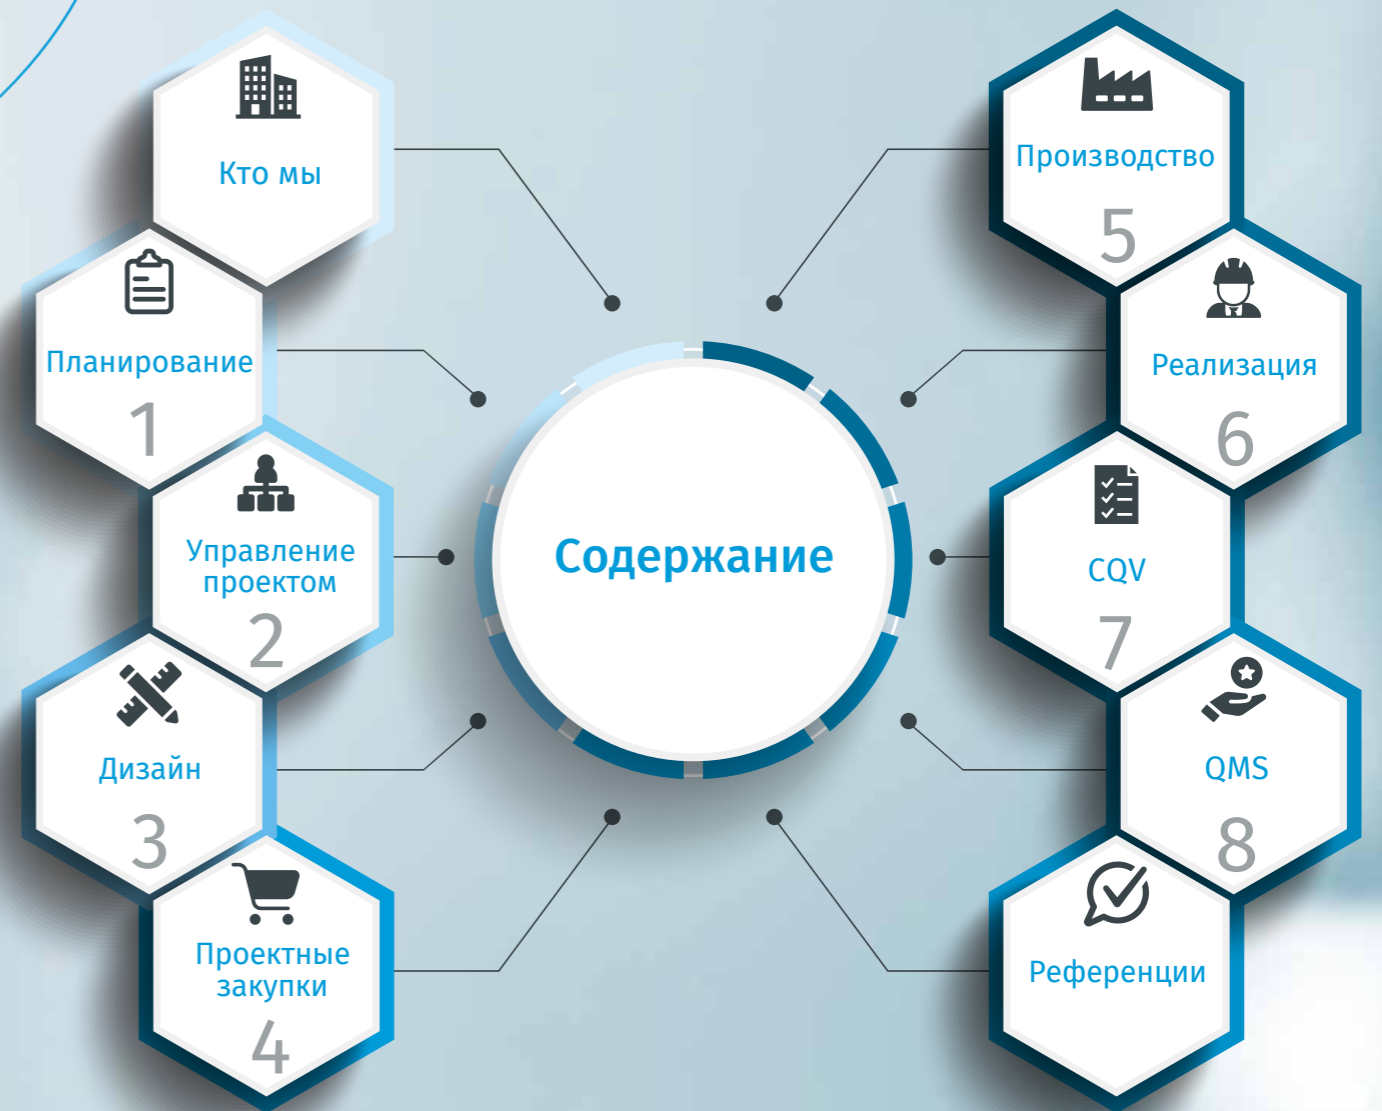 Кто мы
Планирование
1
Управление
проектом
2
Дизайн
3
Проектные
закупки
4
Содержание
Производство
5
Реализация
6
CQV
7
QMS
8
Референции